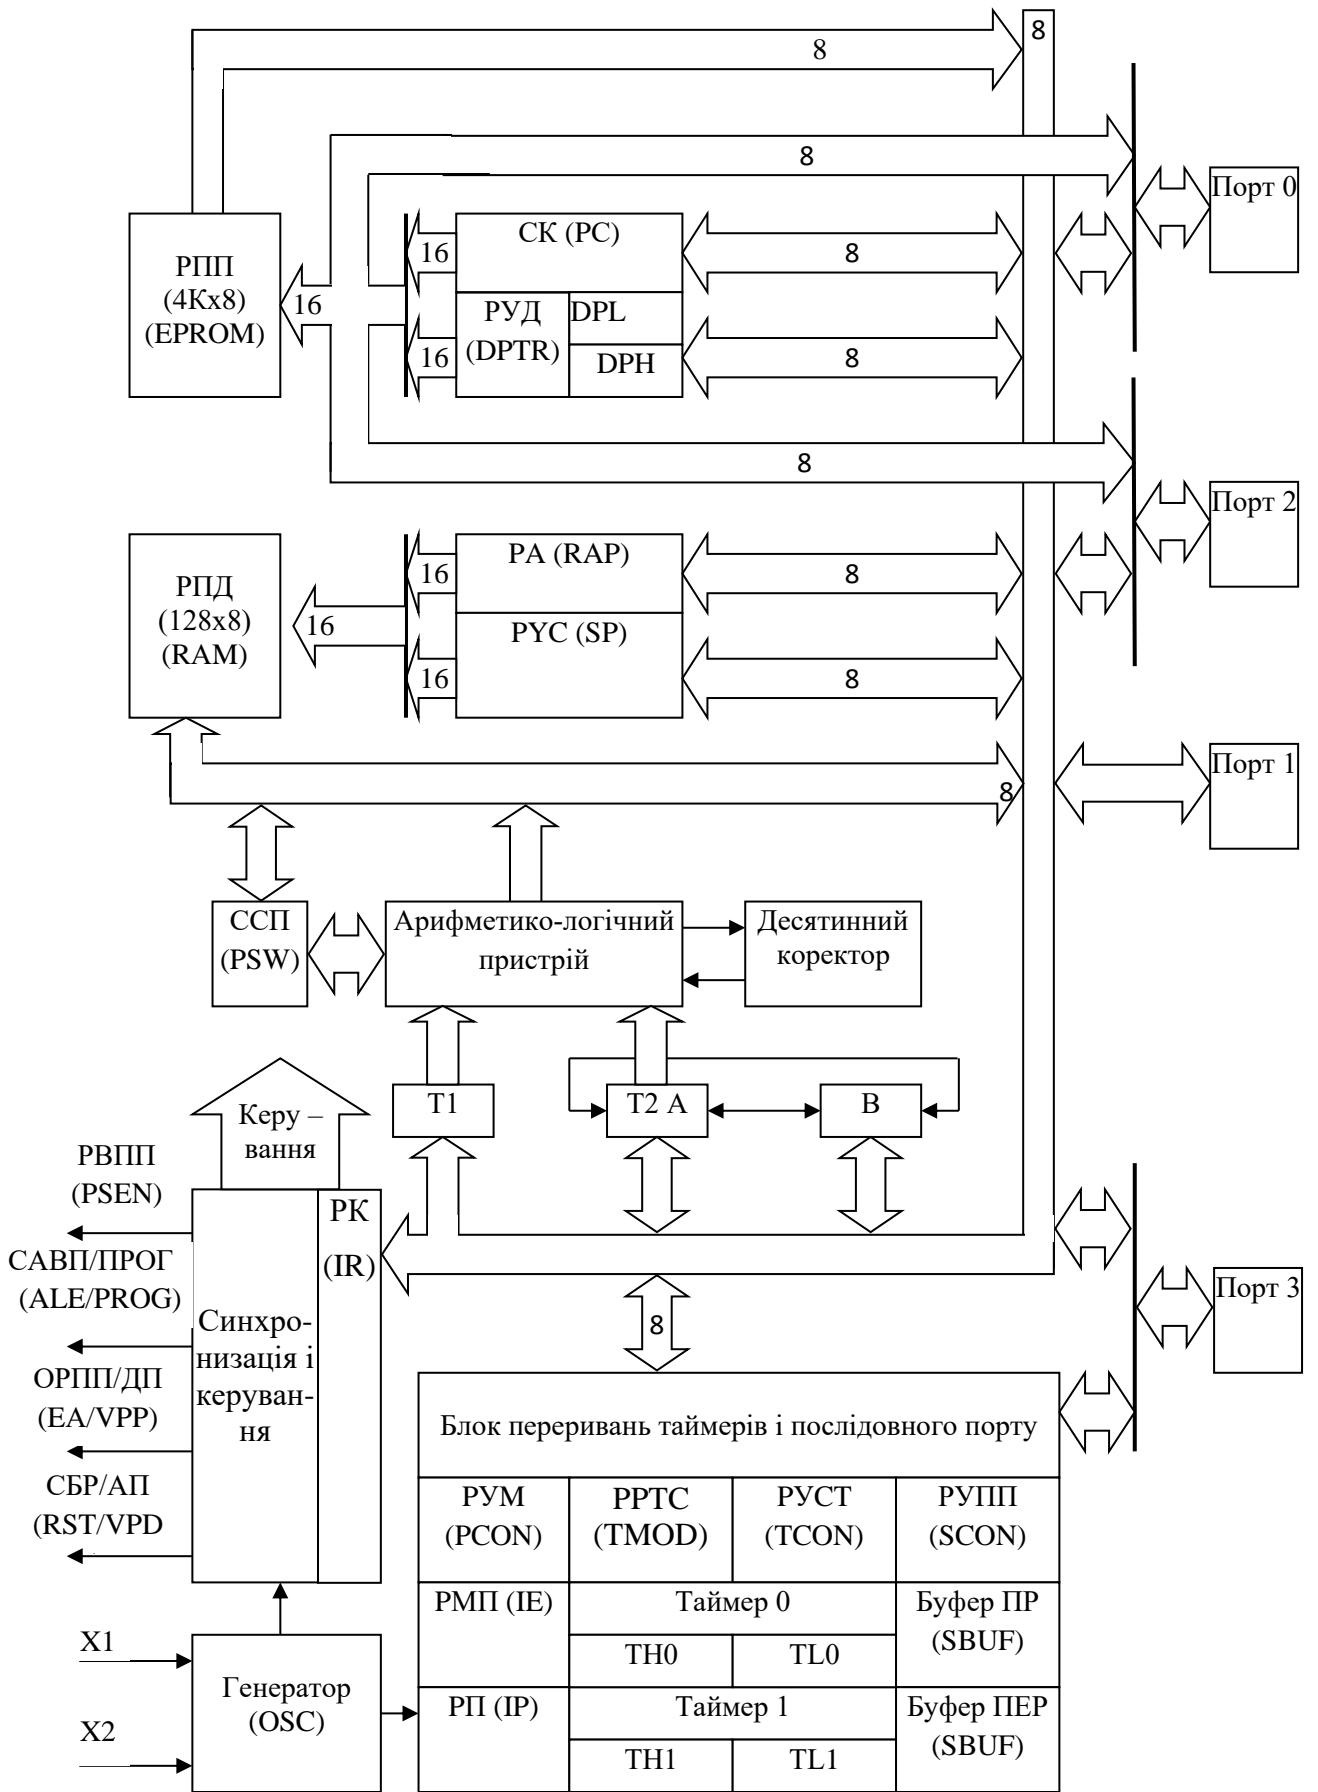 8
8
8
Порт 0
РПП
(4Кх8)
(EPROM)
16
16
СК (PC)
8
РУД
(DPTR)
DPL
DPH
16
8
8
Порт 2
РПД
(128х8)
(RAM)
16
16
РА (RAP)
8
РУС (SP)
16
8
Порт 1
8
ССП
(PSW)
Арифметико-логічний
пристрій
Десятинний
коректор
Керу –
вання
Т1
Т2 А
В
РВПП
(PSEN)
САВП/ПРОГ
(ALE/PROG)
ОРПП/ДП
(EA/VPP)
СБР/АП
(RST/VPD
РК
(IR)
Синхро-
низація і
керуван-
ня
8
Порт 3
Блок переривань таймерів і послідовного порту
РУМ
(PCON)
РРТС
(TMOD)
РУСТ
(TCON)
РУПП
(SCON)
РМП (IE)
Таймер 0
Буфер ПР
(SBUF)
TH0
TL0
РП (IP)
Таймер 1
Буфер ПЕР
(SBUF)
TH1
TL1
X1
X2
Генератор
(OSC)